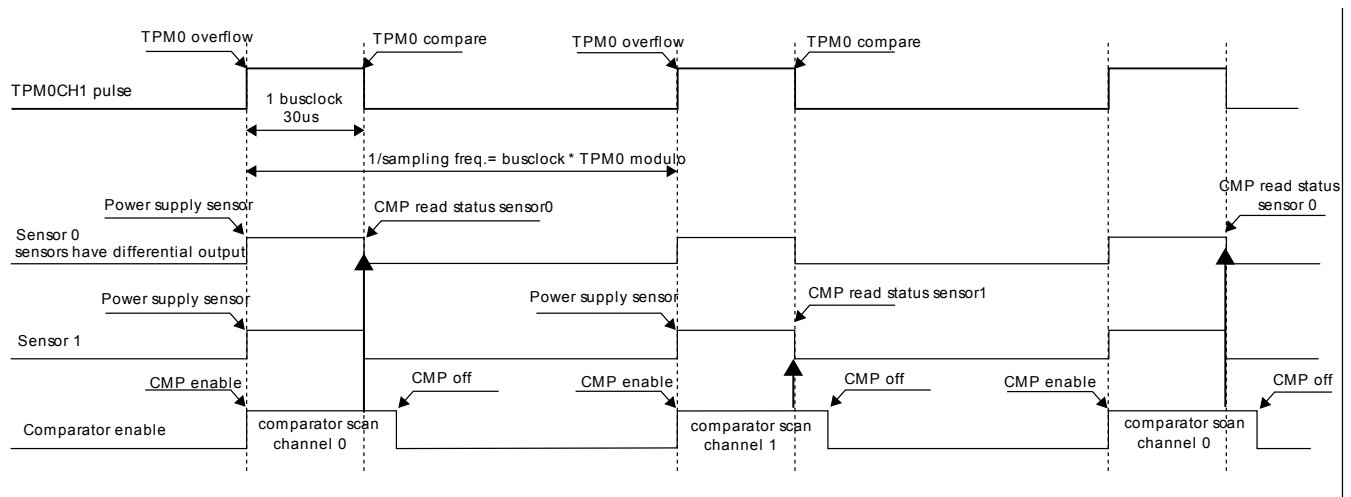 TPM0 overflow
TPM0 compare
TPM0 overflow
TPM0 compare
TPM0CH1 pulse
1 busclock
30us
1/sampling freq.= busclock * TPM0 modulo
Power supply sensor
CMP read status sensor0
CMP read status
sensor 0
Sensor 0
sensors have differential output
Power supply sensor
Power supply sensor
CMP read status sensor1
Sensor 1
CMP enable
CMP off
CMP enable
CMP off
CMP enable
CMP off
Comparator enable
comparator scan
channel 0
comparator scan
channel 1
comparator scan
channel 0